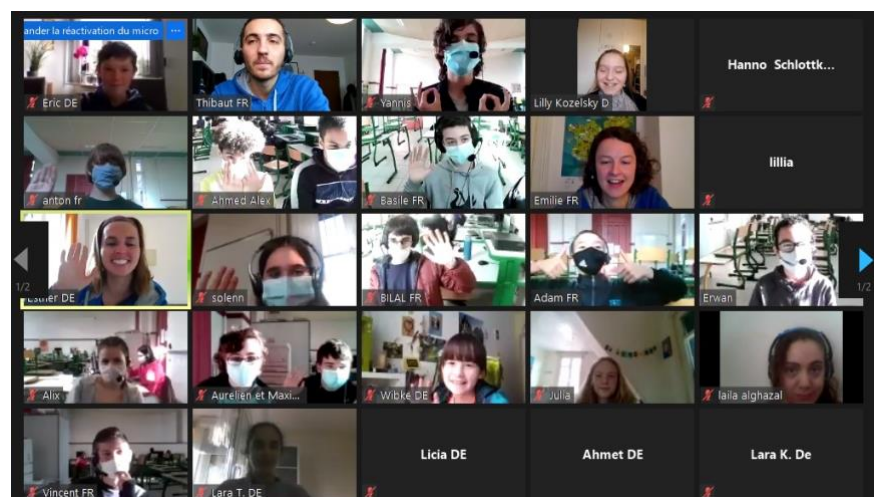 ander la réactivation du micro ...
Eric DE
Thibaut FR
Yannis
Lilly Kozelsky D
Hanno Schlottk...
anton fr
Ahmed Alex
Basile FR
Emilie FR
lillia
Esther DE
solenn
BILAL FR
Adam FR
Erwan
1/2
1/2
Alix
Aurelien et Maxi...
Wibke DE
Julia
laila alghazal
Vincent FR
Lara T. DE
Licia DE
Ahmet DE
Lara K. De